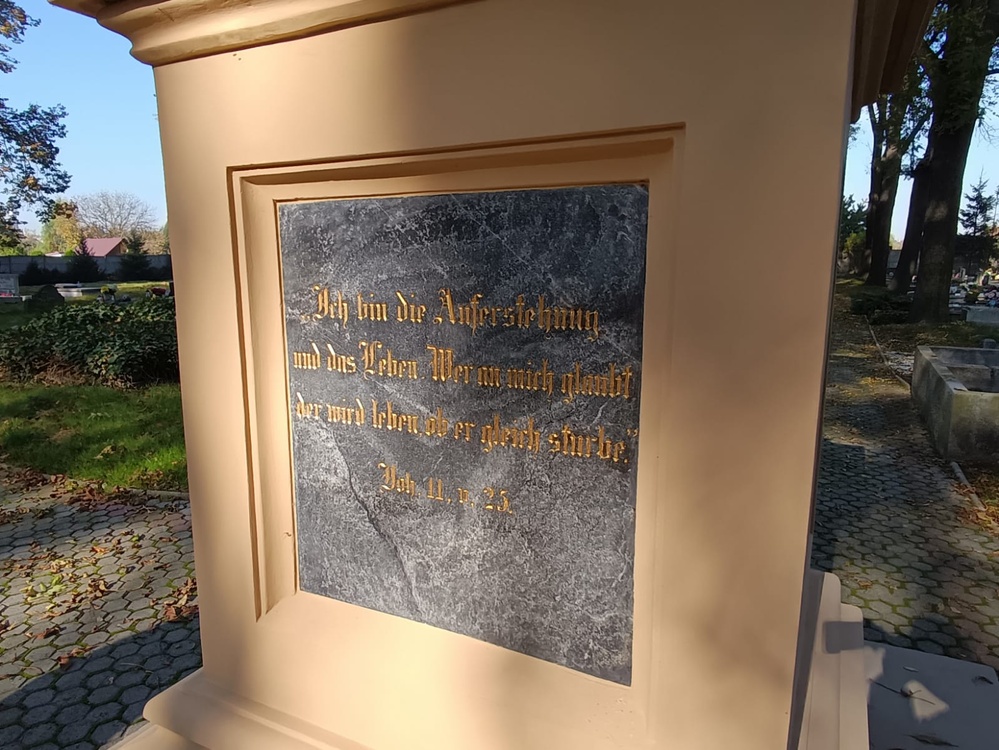 „Ich bin die Auferstehung
und das Leben Wer an mich glaubt
der wird leben ob er gleich sturbe.”
Joh. 11. v. 25.